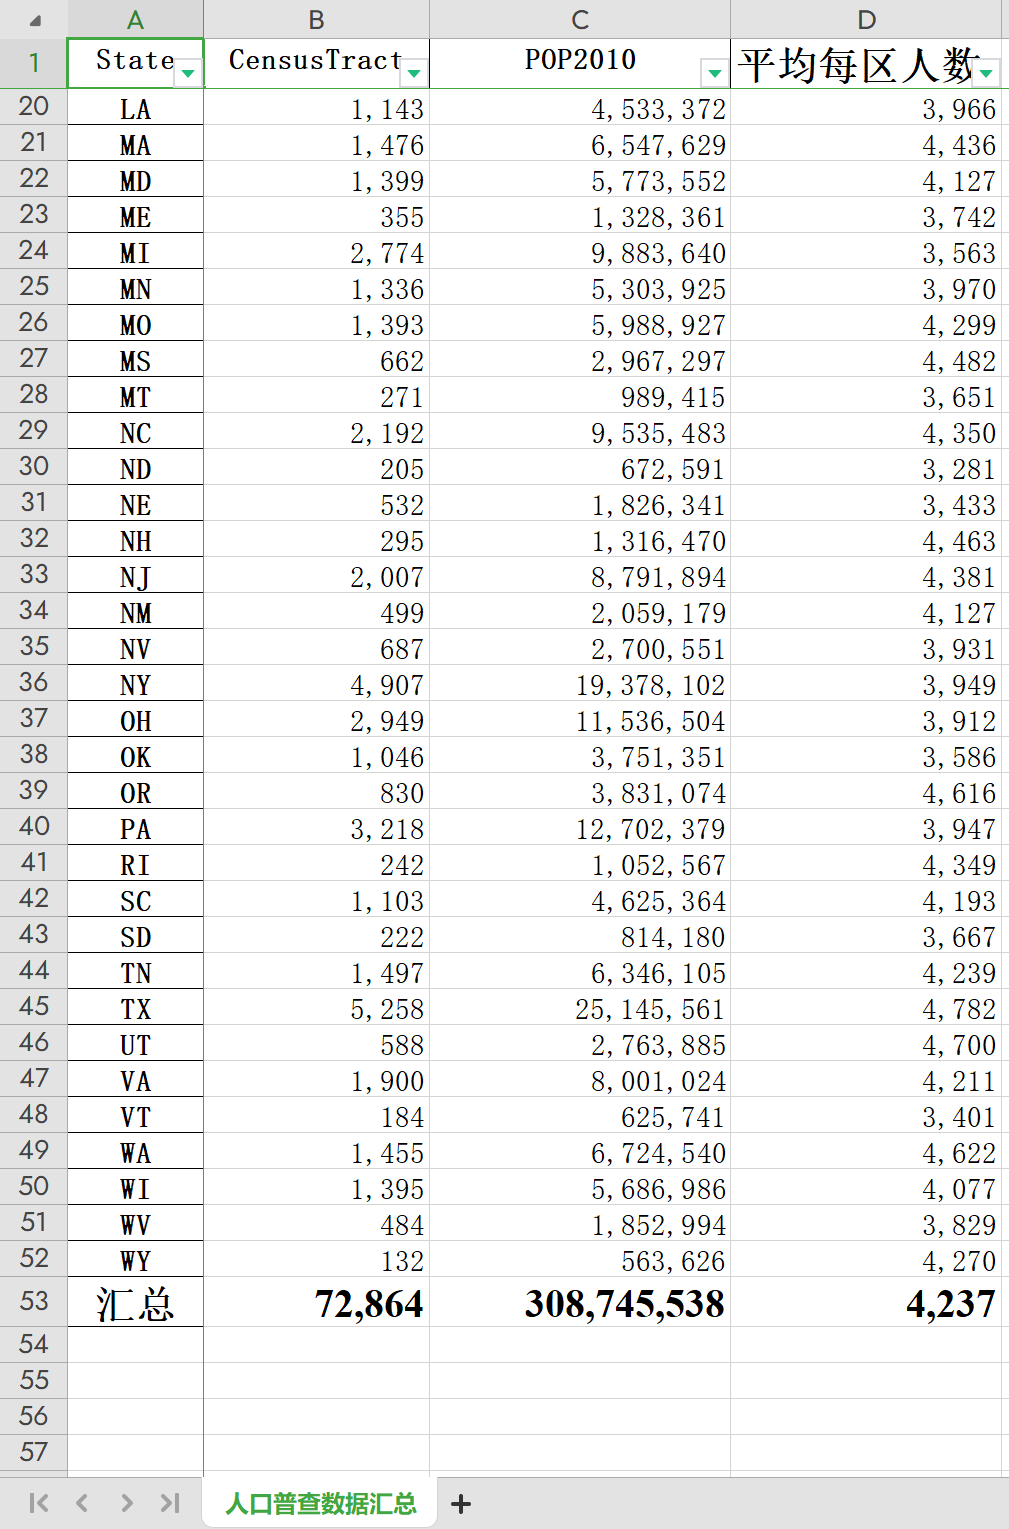 A B C D
1 State CensusTract POP2010 平均每区人数
20 LA 1,143 4,533,372 3,966
21 MA 1,476 6,547,629 4,436
22 MD 1,399 5,773,552 4,127
23 ME 355 1,328,361 3,742
24 MI 2,774 9,883,640 3,563
25 MN 1,336 5,303,925 3,970
26 MO 1,393 5,988,927 4,299
27 MS 662 2,967,297 4,482
28 MT 271 989,415 3,651
29 NC 2,192 9,535,483 4,350
30 ND 205 672,591 3,281
31 NE 532 1,826,341 3,433
32 NH 295 1,316,470 4,463
33 NJ 2,007 8,791,894 4,381
34 NM 499 2,059,179 4,127
35 NV 687 2,700,551 3,931
36 NY 4,907 19,378,102 3,949
37 OH 2,949 11,536,504 3,912
38 OK 1,046 3,751,351 3,586
39 OR 830 3,831,074 4,616
40 PA 3,218 12,702,379 3,947
41 RI 242 1,052,567 4,349
42 SC 1,103 4,625,364 4,193
43 SD 222 814,180 3,667
44 TN 1,497 6,346,105 4,239
45 TX 5,258 25,145,561 4,782
46 UT 588 2,763,885 4,700
47 VA 1,900 8,001,024 4,211
48 VT 184 625,741 3,401
49 WA 1,455 6,724,540 4,622
50 WI 1,395 5,686,986 4,077
51 WV 484 1,852,994 3,829
52 WY 132 563,626 4,270
53 汇总 72,864 308,745,538 4,237
54
55
56
57
人口普查数据汇总